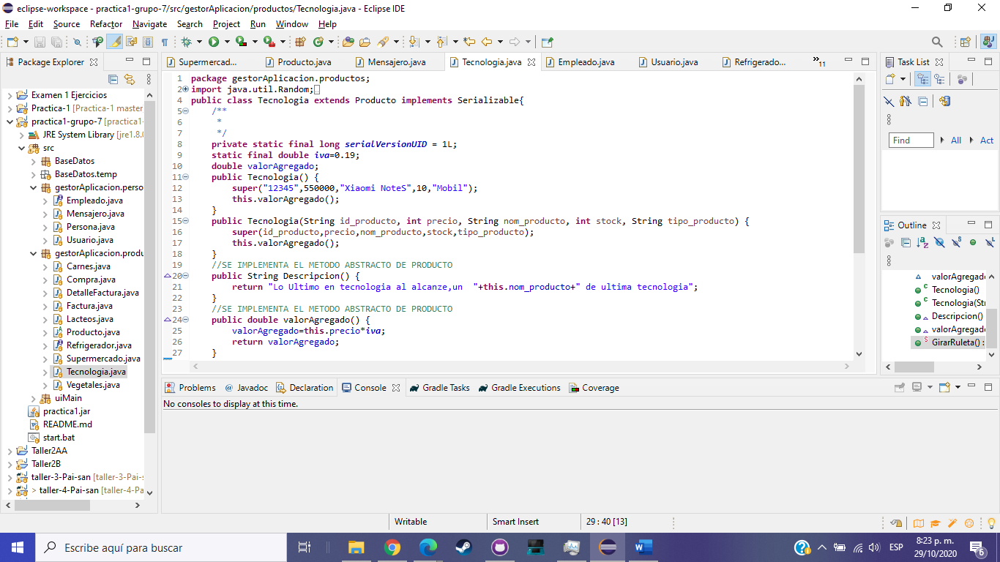 eclipse-workspace - practica1-grupo-7/src/gestorAplicacion/productos/Tecnologia.java - Eclipse IDE
File Edit Source Refactor Navigate Search Project Run Window Help
Package Explorer
Examen 1 Ejercicios
Practica-1 [Practica-1 master
practica1-grupo-7 [practica1-
JRE System Library [jre1.8.0
src
BaseDatos
BaseDatos.temp
gestorAplicacion.perso
Empleado.java
Mensajero.java
Persona.java
Usuario.java
gestorAplicacion.produ
Carnes.java
Compra.java
DetalleFactura.java
Factura.java
Lacteos.java
Producto.java
Refrigerador.java
Supermercado.java
Tecnologia.java
Vegetales.java
uiMain
practica1.jar
README.md
start.bat
Taller2AA
Taller2B
taller-3-Pai-san [taller-3-Pai-s
> taller-4-Pai-san [taller-4-Pa
Supermercad... Producto.java Mensajero.java Tecnologia.java Empleado.java Usuario.java Refrigerado... »11
1 package gestorAplicacion.productos;
2 import java.util.Random;
4 public class Tecnologia extends Producto implements Serializable{
5 /**
6 *
7 */
8 private static final long serialVersionUID = 1L;
9 static final double iva=0.19;
10 double valorAgregado;
11 public Tecnologia() {
12 super("12345",550000,"Xiaomi NoteS",10,"Mobil");
13 this.valorAgregado();
14 }
15 public Tecnologia(String id_producto, int precio, String nom_producto, int stock, String tipo_producto) {
16 super(id_producto,precio,nom_producto,stock,tipo_producto);
17 this.valorAgregado();
18 }
19 //SE IMPLEMENTA EL METODO ABSTRACTO DE PRODUCTO
20 public String Descripcion() {
21 return "Lo Ultimo en tecnologia al alcanze,un  "+this.nom_producto+" de ultima tecnologia";
22 }
23 //SE IMPLEMENTA EL METODO ABSTRACTO DE PRODUCTO
24 public double valorAgregado() {
25 valorAgregado=this.precio*iva;
26 return valorAgregado;
27 }
Task List
Find All Act
Outline
valorAgregado
Tecnologia()
Tecnologia(Stri
Descripcion()
valorAgregado
GirarRuleta() :
Problems Javadoc Declaration Console Gradle Tasks Gradle Executions Coverage
No consoles to display at this time.
Writable Smart Insert 29 : 40 [13]
Escribe aquí para buscar
ESP
8:23 p. m.
29/10/2020
6